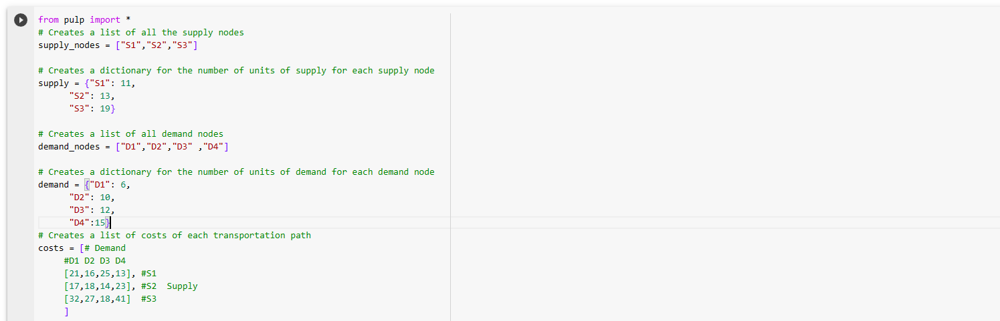 from pulp import *
# Creates a list of all the supply nodes
supply_nodes = ["S1","S2","S3"]
# Creates a dictionary for the number of units of supply for each supply node
supply = {"S1": 11,
"S2": 13,
"S3": 19}
# Creates a list of all demand nodes
demand_nodes = ["D1","D2","D3" ,"D4"]
# Creates a dictionary for the number of units of demand for each demand node
demand = {"D1": 6,
"D2": 10,
"D3": 12,
"D4":15}
# Creates a list of costs of each transportation path
costs = [# Demand
#D1 D2 D3 D4
[21,16,25,13], #S1
[17,18,14,23], #S2  Supply
[32,27,18,41]  #S3
]